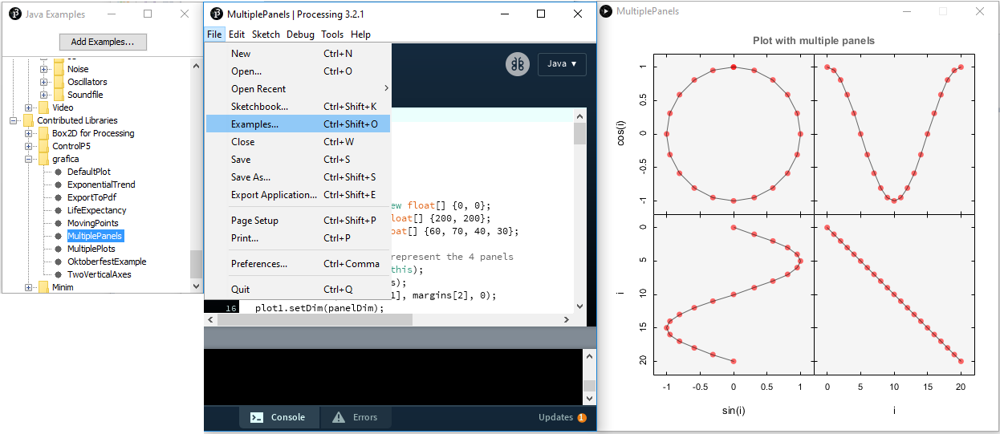 Java Examples
Add Examples...
Noise
Oscillators
Soundfile
Video
Contributed Libraries
Box2D for Processing
ControlP5
grafica
DefaultPlot
ExponentialTrend
ExportToPdf
LifeExpectancy
MovingPoints
MultiplePanels
MultiplePlots
OktoberfestExample
TwoVerticalAxes
Minim
MultiplePanels | Processing 3.2.1
File Edit Sketch Debug Tools Help
New Ctrl+N
Open... Ctrl+O
Open Recent
Sketchbook... Ctrl+Shift+K
Examples... Ctrl+Shift+O
Close Ctrl+W
Save Ctrl+S
Save As... Ctrl+Shift+S
Export Application... Ctrl+Shift+E
Page Setup Ctrl+Shift+P
Print... Ctrl+P
Preferences... Ctrl+Comma
Quit Ctrl+Q
Java ▼
ew float[] {0, 0};
loat[] {200, 200};
oat[] {60, 70, 40, 30};
represent the 4 panels
this);
s);
1], margins[2], 0);
16 plot1.setDim(panelDim);
Console Errors Updates 1
MultiplePanels
Plot with multiple panels
cos(i)
1
0.5
0
-0.5
-1
i
0
5
10
15
20
-1 -0.5 0 0.5 1 0 5 10 15 20
sin(i) i